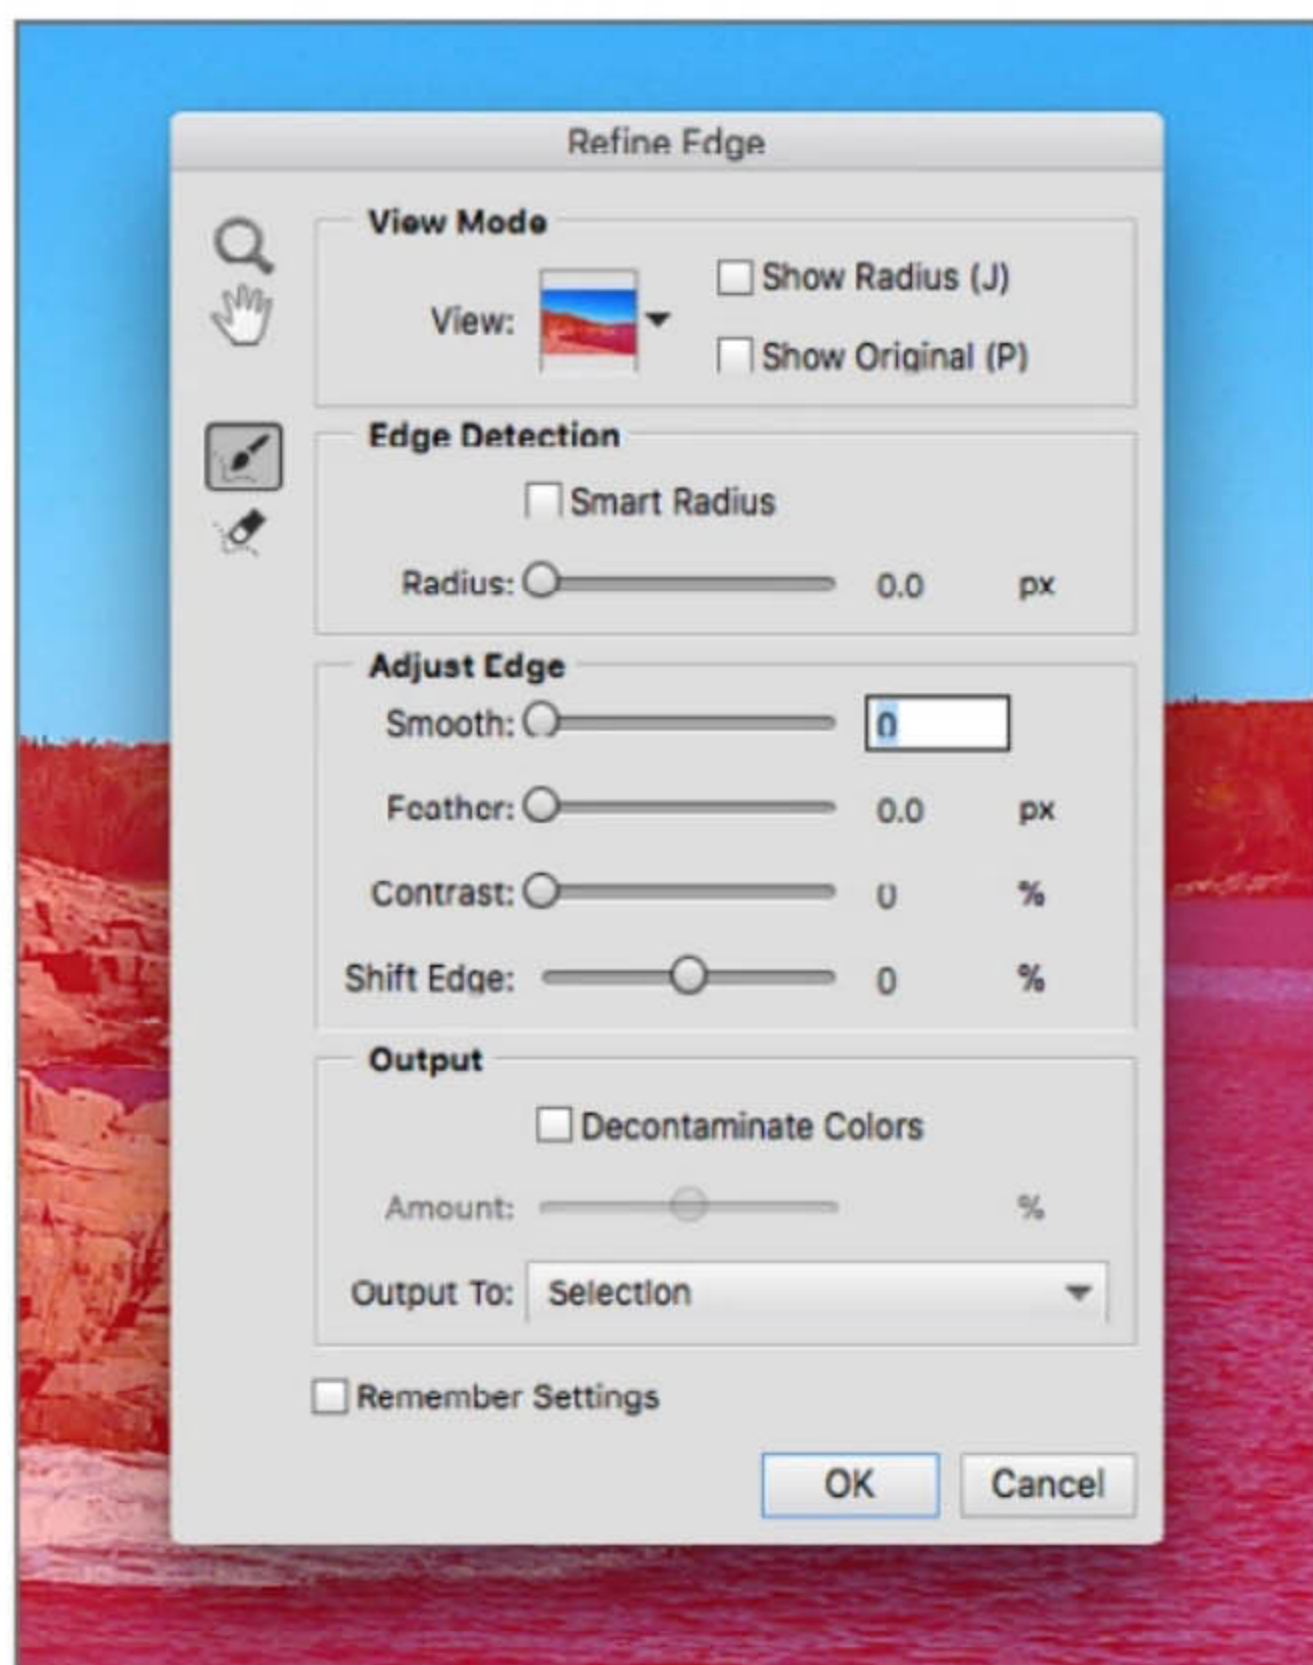 Refine Edge
View Mode
View:
Show Radius (J)
Show Original (P)
Edge Detection
Smart Radius
Radius: 0.0 px
Adjust Edge
Smooth: 0
Feather: 0.0 px
Contrast: 0 %
Shift Edge: 0 %
Output
Decontaminate Colors
Amount: %
Output To: Selection
Remember Settings
OK Cancel